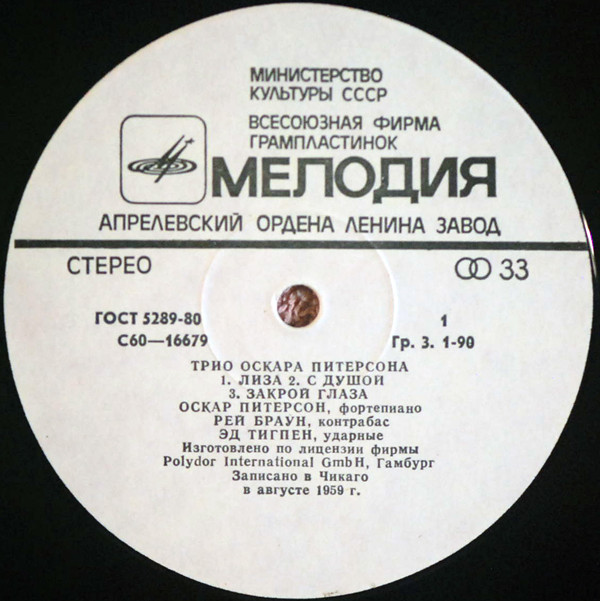 МИНИСТЕРСТВО
КУЛЬТУРЫ СССР
ВСЕСОЮЗНАЯ ФИРМА
ГРАМПЛАСТИНОК
МЕЛОДИЯ
АПРЕЛЕВСКИЙ ОРДЕНА ЛЕНИНА ЗАВОД
СТЕРЕО 33
ГОСТ 5289-80 1
С60—16679 Гр. 3. 1-90
ТРИО ОСКАРА ПИТЕРСОНА
1. ЛИЗА 2. С ДУШОЙ
3. ЗАКРОЙ ГЛАЗА
ОСКАР ПИТЕРСОН, фортепиано
РЕЙ БРАУН, контрабас
ЭД ТИГПЕН, ударные
Изготовлено по лицензии фирмы
Polydor International GmbH, Гамбург
Записано в Чикаго
в августе 1959 г.